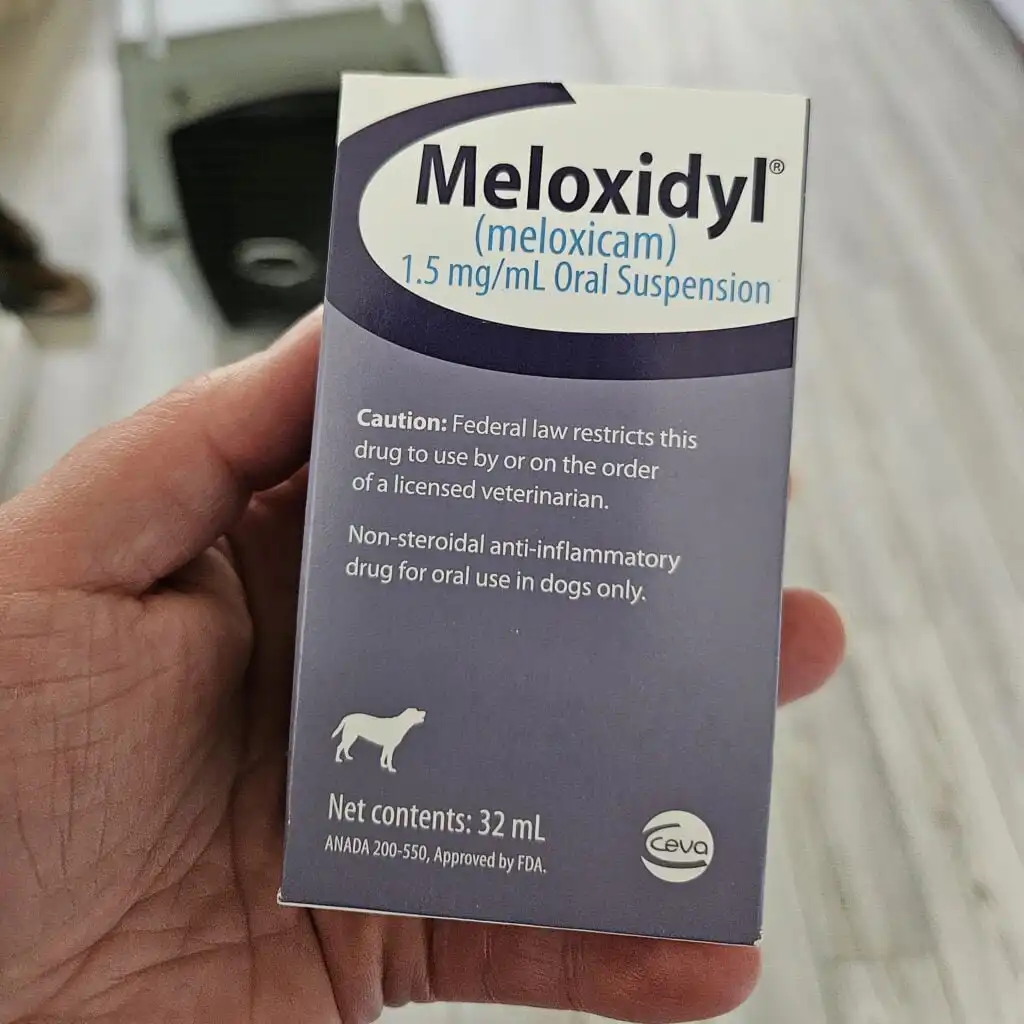 Meloxidyl®
(meloxicam)
1.5 mg/mL Oral Suspension
Caution: Federal law restricts this
drug to use by or on the order
of a licensed veterinarian.
Non-steroidal anti-inflammatory
drug for oral use in dogs only.
Net contents: 32 mL
ANADA 200-550, Approved by FDA.
ceva